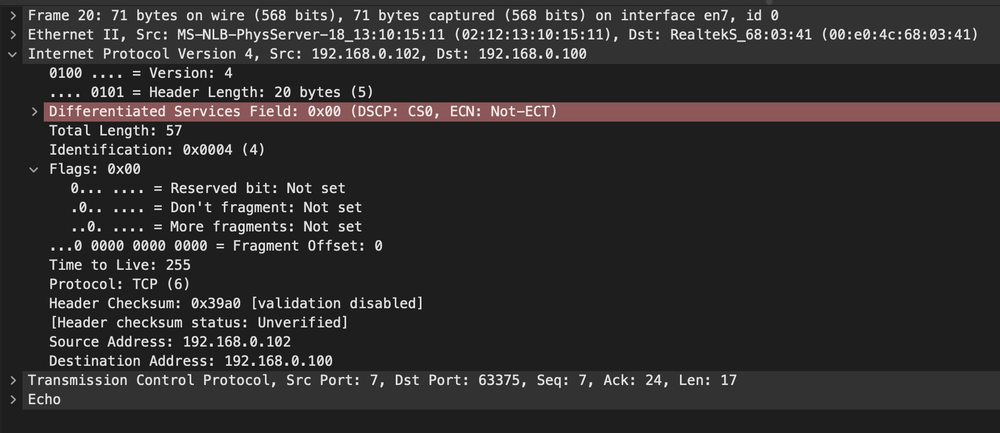 Frame 20: 71 bytes on wire (568 bits), 71 bytes captured (568 bits) on interface en7, id 0
Ethernet II, Src: MS-NLB-PhysServer-18_13:10:15:11 (02:12:13:10:15:11), Dst: RealtekS_68:03:41 (00:e0:4c:68:03:41)
Internet Protocol Version 4, Src: 192.168.0.102, Dst: 192.168.0.100
0100 .... = Version: 4
.... 0101 = Header Length: 20 bytes (5)
Differentiated Services Field: 0x00 (DSCP: CS0, ECN: Not-ECT)
Total Length: 57
Identification: 0x0004 (4)
Flags: 0x00
0... .... = Reserved bit: Not set
.0.. .... = Don't fragment: Not set
..0. .... = More fragments: Not set
...0 0000 0000 0000 = Fragment Offset: 0
Time to Live: 255
Protocol: TCP (6)
Header Checksum: 0x39a0 [validation disabled]
[Header checksum status: Unverified]
Source Address: 192.168.0.102
Destination Address: 192.168.0.100
Transmission Control Protocol, Src Port: 7, Dst Port: 63375, Seq: 7, Ack: 24, Len: 17
Echo